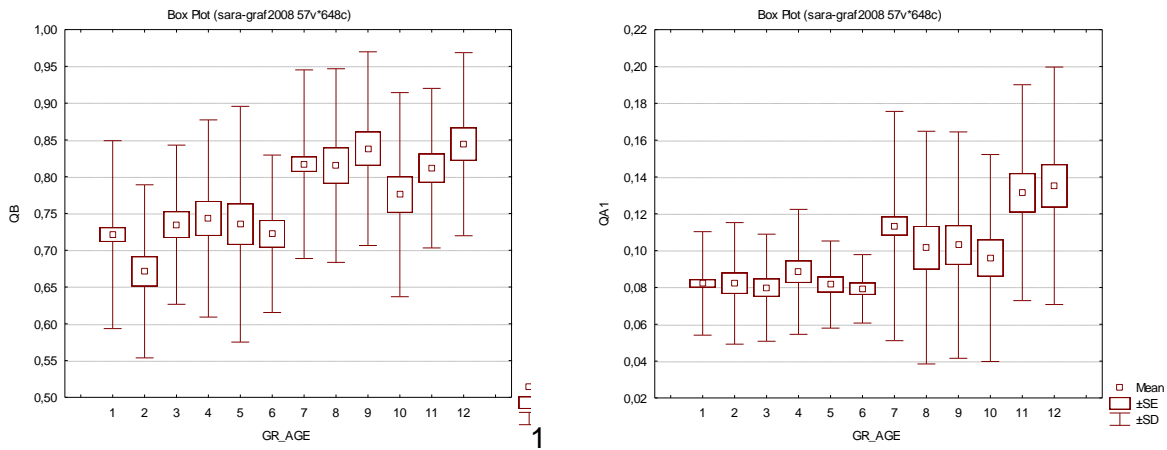 Box Plot (sara-graf2008 57v*648c)
1,00
0,95
0,90
0,85
0,80
0,75
0,70
0,65
0,60
0,55
0,50
QB
1 2 3 4 5 6 7 8 9 10 11 12
GR_AGE
1
Box Plot (sara-graf2008 57v*648c)
0,22
0,20
0,18
0,16
0,14
0,12
0,10
0,08
0,06
0,04
0,02
QA1
1 2 3 4 5 6 7 8 9 10 11 12
GR_AGE
Mean
±SE
±SD